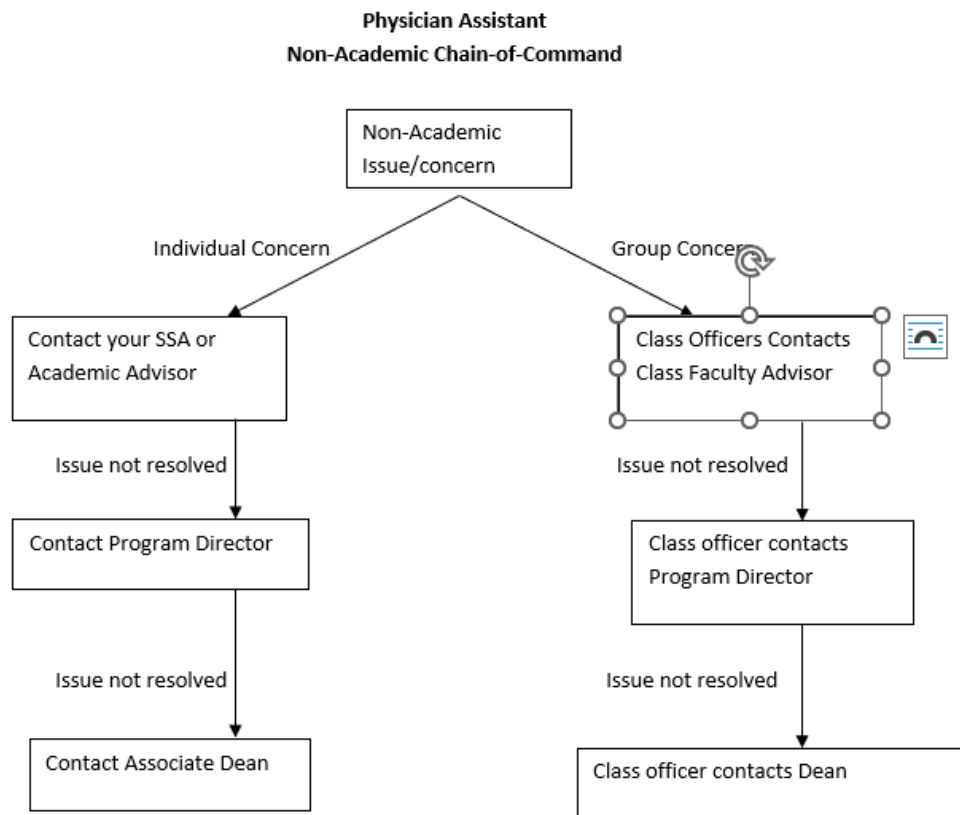 Physician Assistant
Non-Academic Chain-of-Command
Non-Academic
Issue/concern
Individual Concern
Group Concern
Contact your SSA or
Academic Advisor
Class Officers Contacts
Class Faculty Advisor
Issue not resolved
Issue not resolved
Contact Program Director
Class officer contacts
Program Director
Issue not resolved
Issue not resolved
Contact Associate Dean
Class officer contacts Dean